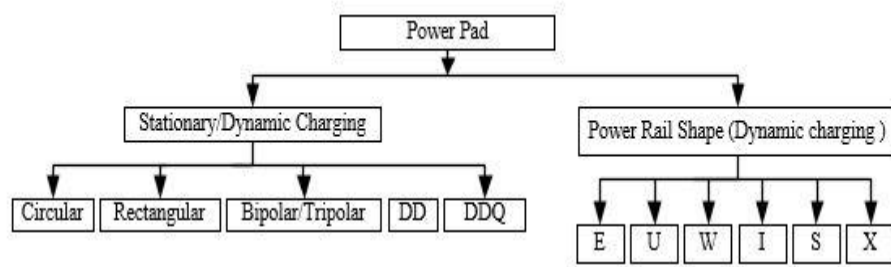 Power Pad
Stationary/Dynamic Charging
Power Rail Shape (Dynamic charging )
Circular
Rectangular
Bipolar/Tripolar
DD
DDQ
E
U
W
I
S
X